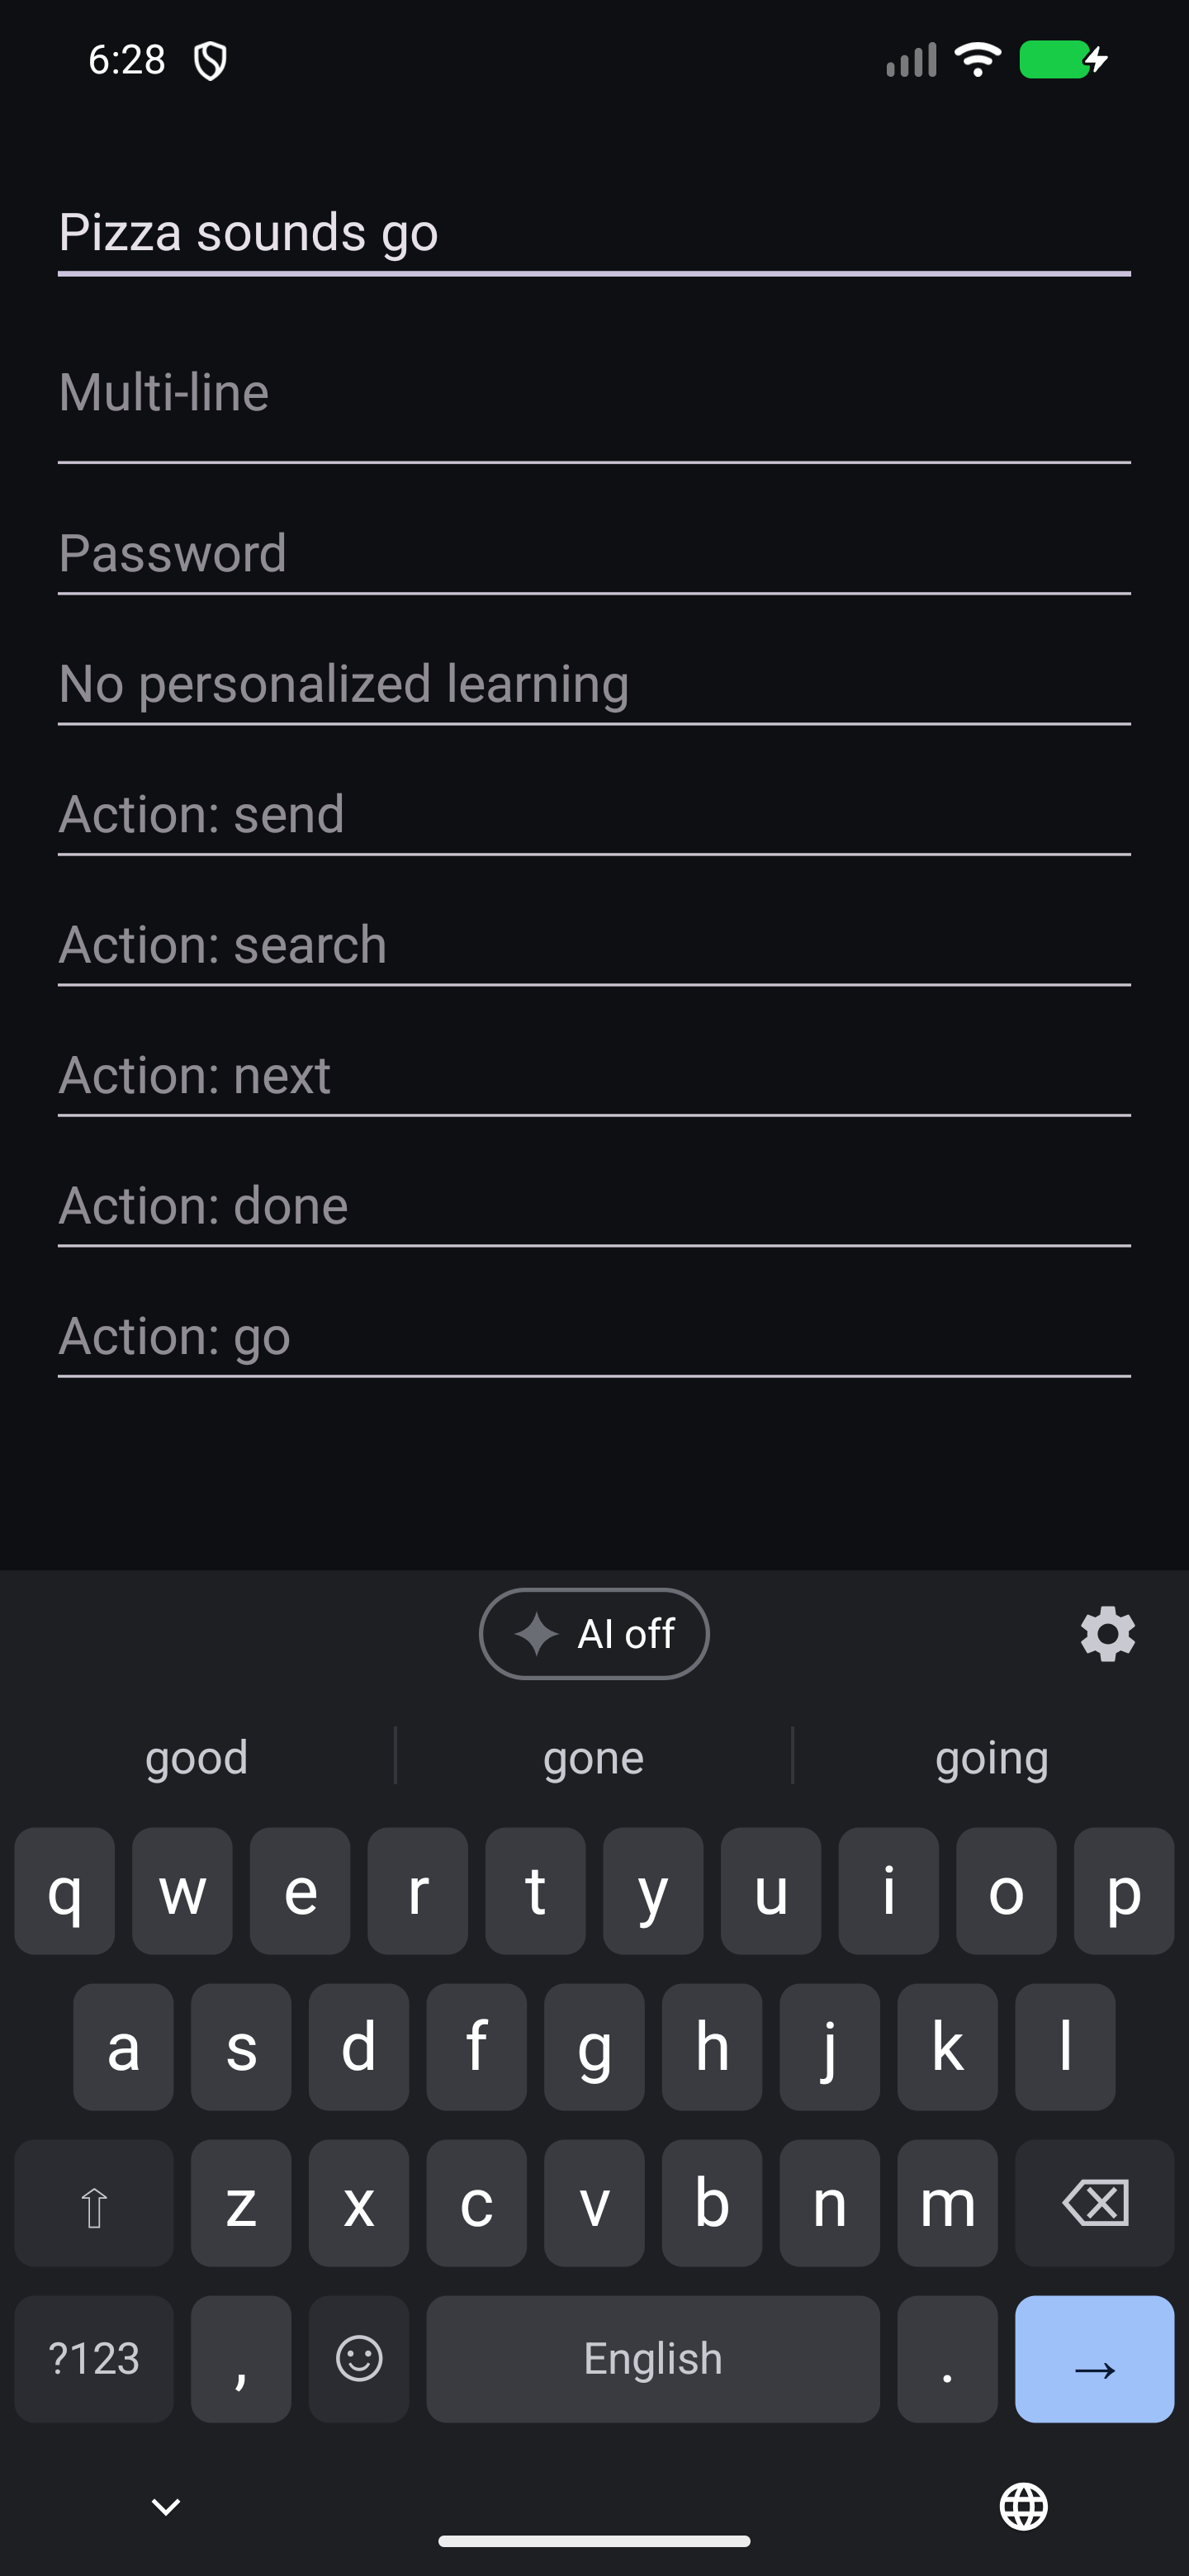 6:28
Pizza sounds go
Multi-line
Password
No personalized learning
Action: send
Action: search
Action: next
Action: done
Action: go
AI off
good gone going
q w e r t y u i o p
a s d f g h j k l
z x c v b n m
?123 , English . →